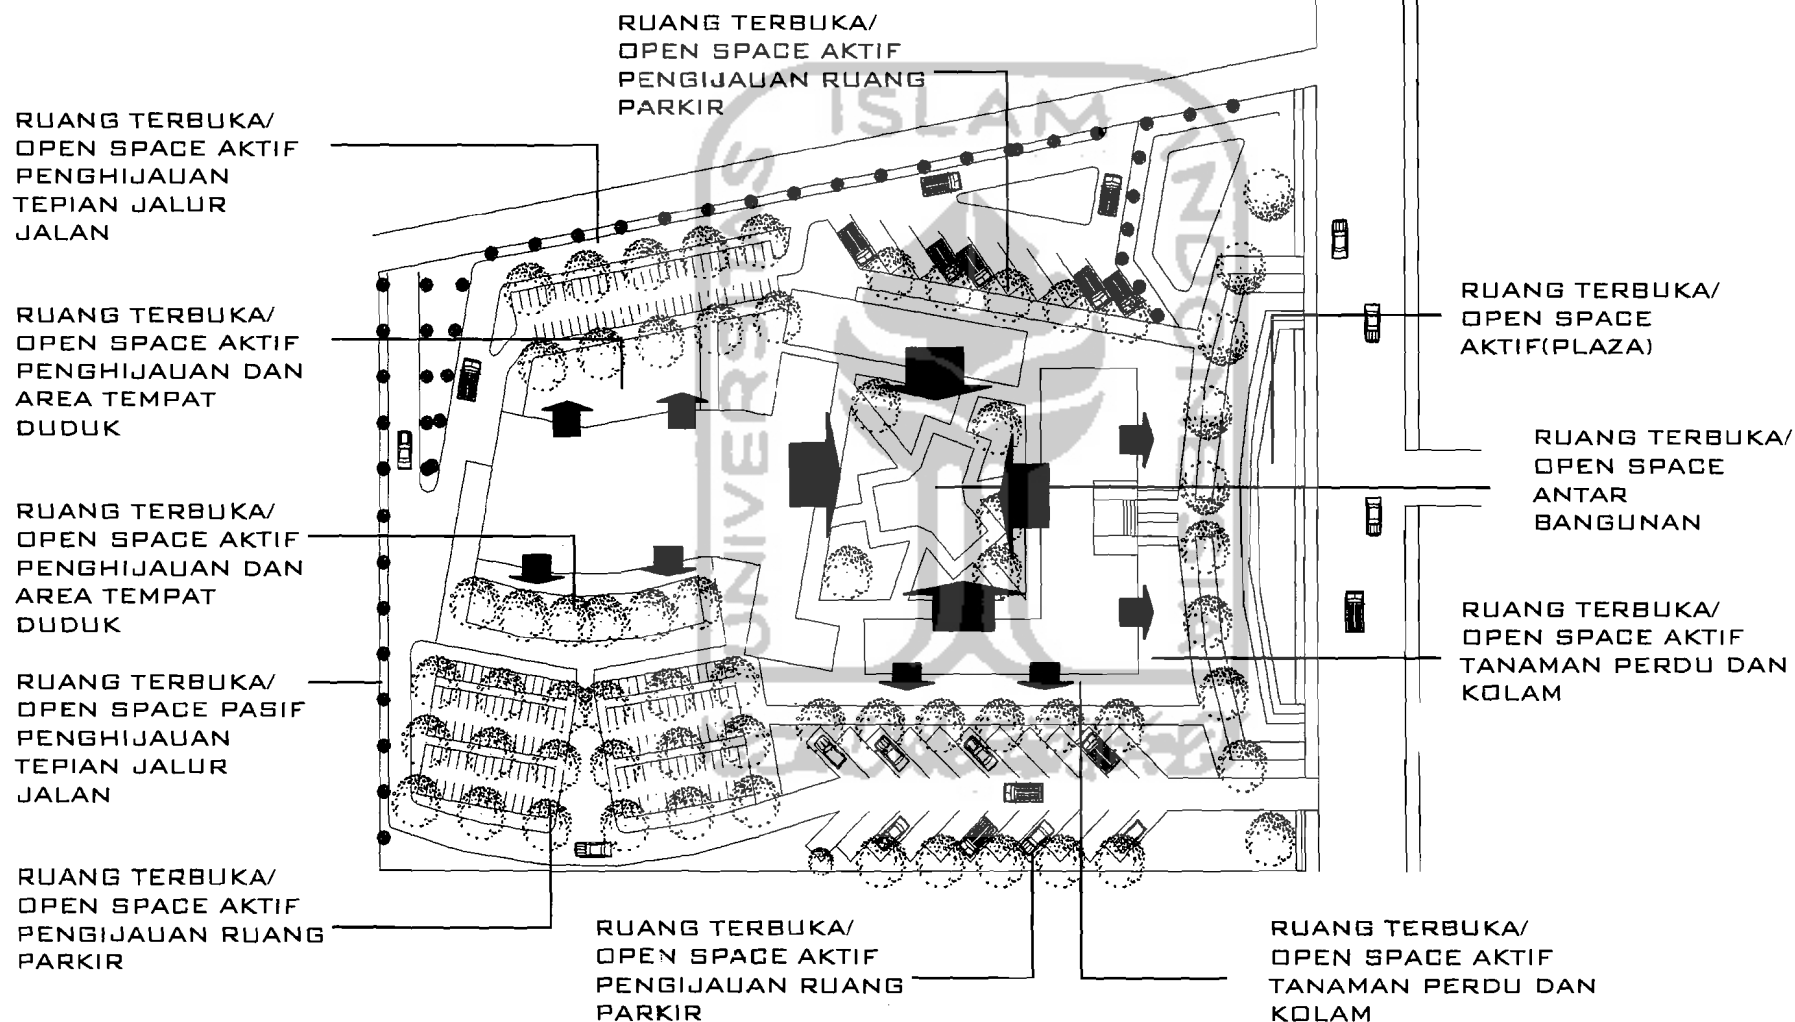 RUANG TERBUKA/
OPEN SPACE AKTIF
PENGIJAUAN RUANG
PARKIR
RUANG TERBUKA/
OPEN SPACE AKTIF
PENGHIJAUAN
TEPIAN JALUR
JALAN
RUANG TERBUKA/
OPEN SPACE AKTIF
PENGHIJAUAN DAN
AREA TEMPAT
DUDUK
RUANG TERBUKA/
OPEN SPACE AKTIF
PENGHIJAUAN DAN
AREA TEMPAT
DUDUK
RUANG TERBUKA/
OPEN SPACE PASIF
PENGHIJAUAN
TEPIAN JALUR
JALAN
RUANG TERBUKA/
OPEN SPACE AKTIF
PENGIJAUAN RUANG
PARKIR
RUANG TERBUKA/
OPEN SPACE AKTIF
PENGIJAUAN RUANG
PARKIR
RUANG TERBUKA/
OPEN SPACE AKTIF
TANAMAN PERDU DAN
KOLAM
RUANG TERBUKA/
OPEN SPACE
AKTIF(PLAZA)
RUANG TERBUKA/
OPEN SPACE
ANTAR
BANGUNAN
RUANG TERBUKA/
OPEN SPACE AKTIF
TANAMAN PERDU DAN
KOLAM
UNIVERSITAS
ISLAM
INDONESIA